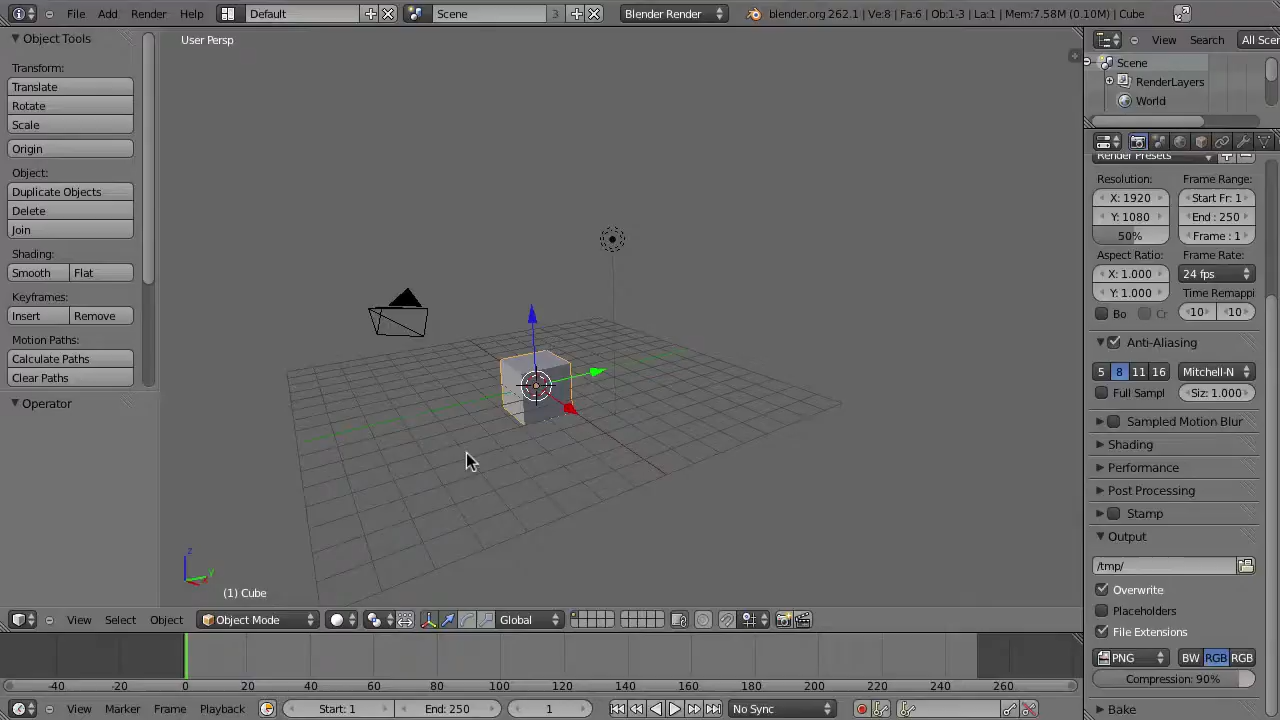 File Add Render Help Default Scene 3 Blender Render blender.org 262.1 | Ve:8 | Fa:6 | Ob:1-3 | La:1 | Mem:7.58M (0.10M) | Cube
Object Tools
Transform:
Translate
Rotate
Scale
Origin
Object:
Duplicate Objects
Delete
Join
Shading:
Smooth Flat
Keyframes:
Insert Remove
Motion Paths:
Calculate Paths
Clear Paths
Operator
User Persp
z
y
(1) Cube
View Select Object Object Mode Global
-40 -20 0 20 40 60 80 100 120 140 160 180 200 220 240 260
View Marker Frame Playback Start: 1 End: 250 1 No Sync
View Search All Scer
Scene
RenderLayers
World
Render Presets
Resolution: Frame Range:
X: 1920 Start Fr: 1
Y: 1080 End : 250
50% Frame : 1
Aspect Ratio: Frame Rate:
X: 1.000 24 fps
Y: 1.000 Time Remappi
Bo Cr 10 10
Anti-Aliasing
5 8 11 16 Mitchell-N
Full Sampl Siz: 1.000
Sampled Motion Blur
Shading
Performance
Post Processing
Stamp
Output
/tmp/
Overwrite
Placeholders
File Extensions
PNG BW RGB RGB
Compression: 90%
Bake